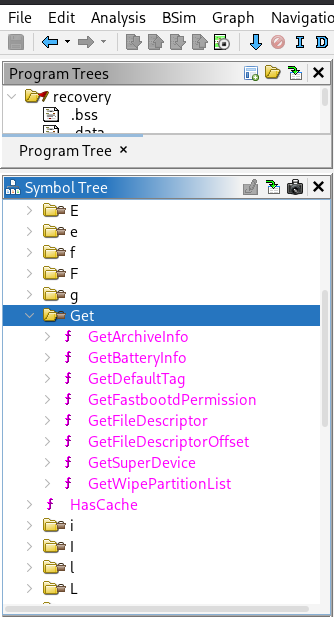 File Edit Analysis BSim Graph Navigatio
I D
Program Trees
recovery
.bss
.data
Program Tree ×
Symbol Tree
E
e
f
F
g
Get
f GetArchiveInfo
f GetBatteryInfo
f GetDefaultTag
f GetFastbootdPermission
f GetFileDescriptor
f GetFileDescriptorOffset
f GetSuperDevice
f GetWipePartitionList
f HasCache
i
I
l
L